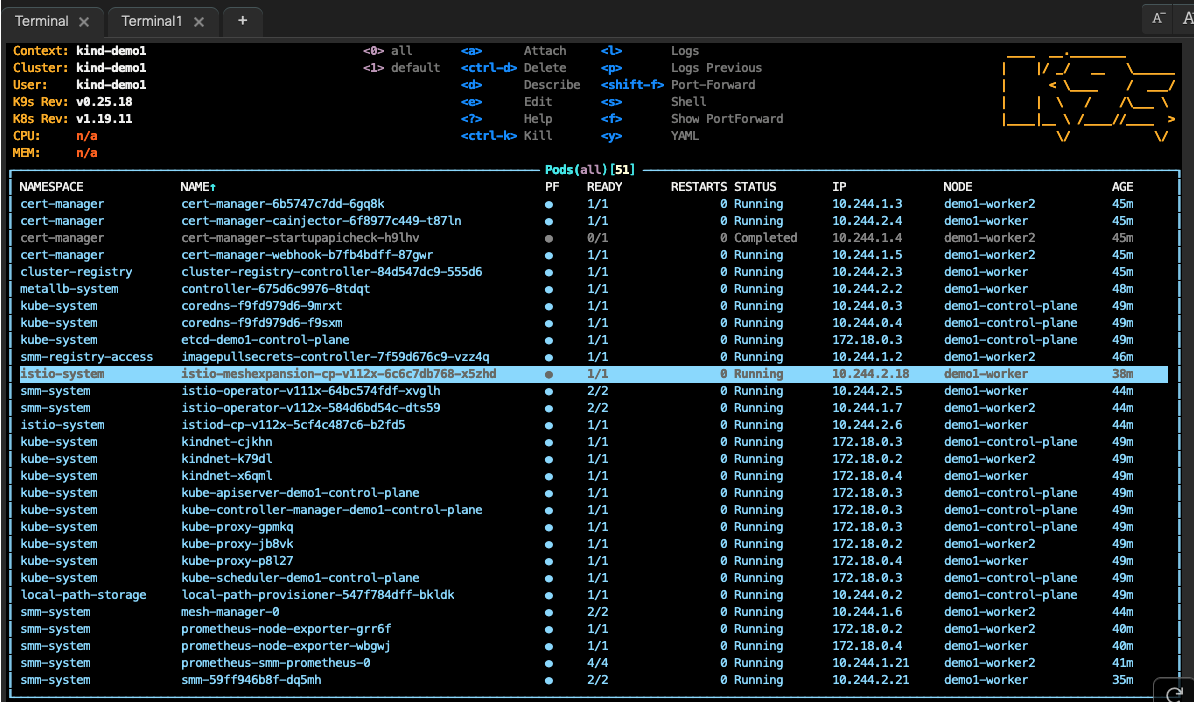 Terminal × Terminal1 × +
A⁻ A
Context: kind-demo1 <0> all <a> Attach <l> Logs
Cluster: kind-demo1 <1> default <ctrl-d> Delete <p> Logs Previous
User: kind-demo1 <d> Describe <shift-f> Port-Forward
K9s Rev: v0.25.18 <e> Edit <s> Shell
K8s Rev: v1.19.11 <?> Help <f> Show PortForward
CPU: n/a <ctrl-k> Kill <y> YAML
MEM: n/a
Pods(all)[51]
NAMESPACE NAME↑ PF READY RESTARTS STATUS IP NODE AGE
cert-manager cert-manager-6b5747c7dd-6gq8k ● 1/1 0 Running 10.244.1.3 demo1-worker2 45m
cert-manager cert-manager-cainjector-6f8977c449-t87ln ● 1/1 0 Running 10.244.2.4 demo1-worker 45m
cert-manager cert-manager-startupapicheck-h9lhv ● 0/1 0 Completed 10.244.1.4 demo1-worker2 45m
cert-manager cert-manager-webhook-b7fb4bdff-87gwr ● 1/1 0 Running 10.244.1.5 demo1-worker2 45m
cluster-registry cluster-registry-controller-84d547dc9-555d6 ● 1/1 0 Running 10.244.2.3 demo1-worker 45m
metallb-system controller-675d6c9976-8tdqt ● 1/1 0 Running 10.244.2.2 demo1-worker 48m
kube-system coredns-f9fd979d6-9mrxt ● 1/1 0 Running 10.244.0.3 demo1-control-plane 49m
kube-system coredns-f9fd979d6-f9sxm ● 1/1 0 Running 10.244.0.4 demo1-control-plane 49m
kube-system etcd-demo1-control-plane ● 1/1 0 Running 172.18.0.3 demo1-control-plane 49m
smm-registry-access imagepullsecrets-controller-7f59d676c9-vzz4q ● 1/1 0 Running 10.244.1.2 demo1-worker2 46m
istio-system istio-meshexpansion-cp-v112x-6c6c7db768-x5zhd ● 1/1 0 Running 10.244.2.18 demo1-worker 38m
smm-system istio-operator-v111x-64bc574fdf-xvglh ● 2/2 0 Running 10.244.2.5 demo1-worker 44m
smm-system istio-operator-v112x-584d6bd54c-dts59 ● 2/2 0 Running 10.244.1.7 demo1-worker2 44m
istio-system istiod-cp-v112x-5cf4c487c6-b2fd5 ● 1/1 0 Running 10.244.2.6 demo1-worker 44m
kube-system kindnet-cjkhn ● 1/1 0 Running 172.18.0.3 demo1-control-plane 49m
kube-system kindnet-k79dl ● 1/1 0 Running 172.18.0.2 demo1-worker2 49m
kube-system kindnet-x6qml ● 1/1 0 Running 172.18.0.4 demo1-worker 49m
kube-system kube-apiserver-demo1-control-plane ● 1/1 0 Running 172.18.0.3 demo1-control-plane 49m
kube-system kube-controller-manager-demo1-control-plane ● 1/1 0 Running 172.18.0.3 demo1-control-plane 49m
kube-system kube-proxy-gpmkq ● 1/1 0 Running 172.18.0.3 demo1-control-plane 49m
kube-system kube-proxy-jb8vk ● 1/1 0 Running 172.18.0.2 demo1-worker2 49m
kube-system kube-proxy-p8l27 ● 1/1 0 Running 172.18.0.4 demo1-worker 49m
kube-system kube-scheduler-demo1-control-plane ● 1/1 0 Running 172.18.0.3 demo1-control-plane 49m
local-path-storage local-path-provisioner-547f784dff-bkldk ● 1/1 0 Running 10.244.0.2 demo1-control-plane 49m
smm-system mesh-manager-0 ● 2/2 0 Running 10.244.1.6 demo1-worker2 44m
smm-system prometheus-node-exporter-grr6f ● 1/1 0 Running 172.18.0.2 demo1-worker2 40m
smm-system prometheus-node-exporter-wbgwj ● 1/1 0 Running 172.18.0.4 demo1-worker 40m
smm-system prometheus-smm-prometheus-0 ● 4/4 0 Running 10.244.1.21 demo1-worker2 41m
smm-system smm-59ff946b8f-dq5mh ● 2/2 0 Running 10.244.2.21 demo1-worker 35m